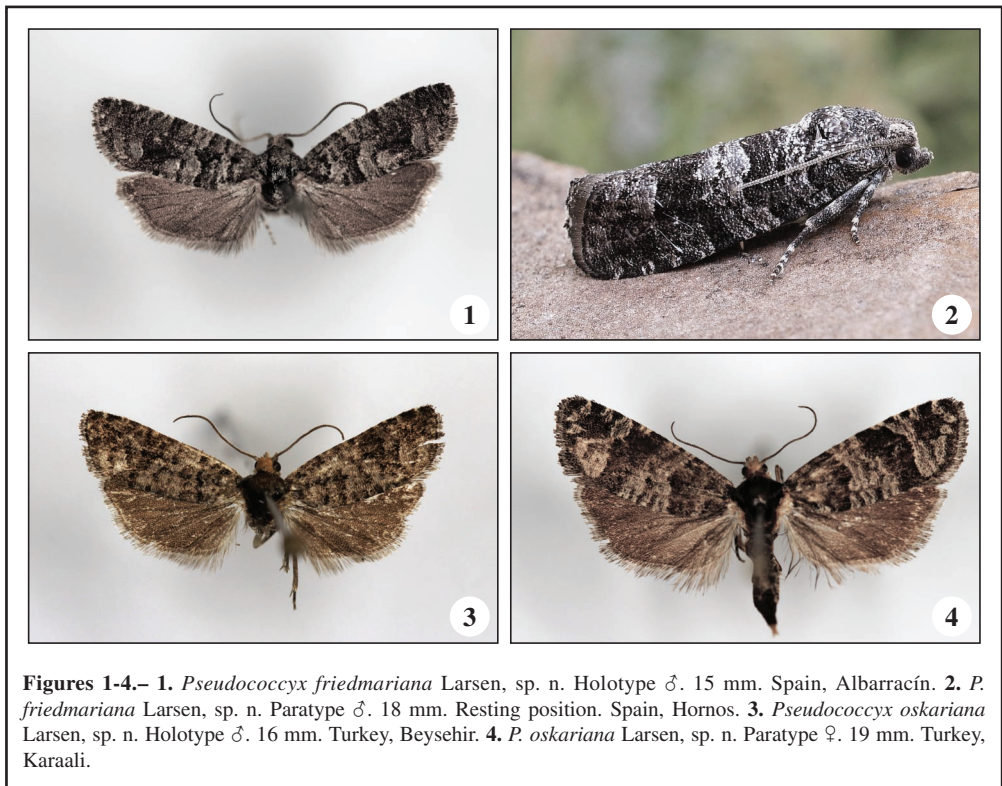 1
2
3
4
Figures 1-4.– 1. Pseudococcyx friedmariana Larsen, sp. n. Holotype ♂. 15 mm. Spain, Albarracín. 2. P.
friedmariana Larsen, sp. n. Paratype ♂. 18 mm. Resting position. Spain, Hornos. 3. Pseudococcyx oskariana
Larsen, sp. n. Holotype ♂. 16 mm. Turkey, Beysehir. 4. P. oskariana Larsen, sp. n. Paratype ♀. 19 mm. Turkey,
Karaali.